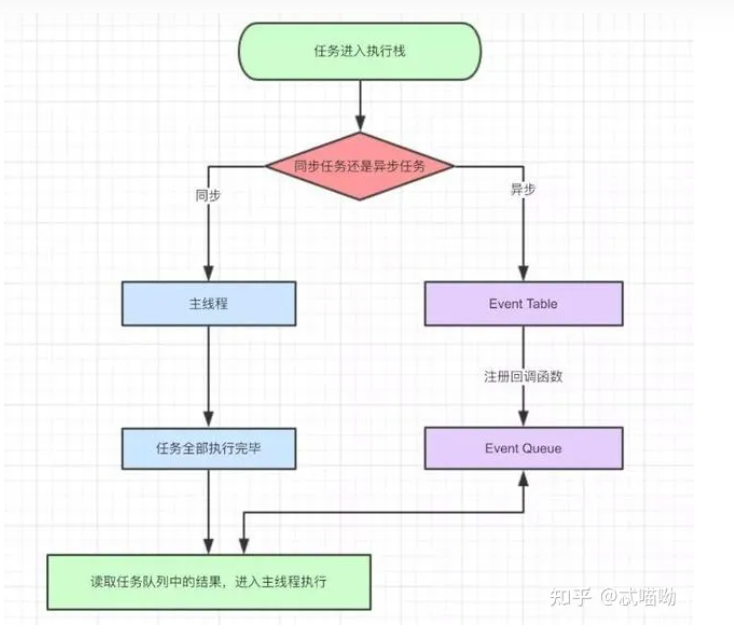 任务进入执行栈
同步任务还是异步任务
同步
异步
主线程
Event Table
注册回调函数
任务全部执行完毕
Event Queue
读取任务队列中的结果，进入主线程执行
知乎 @忒喵呦